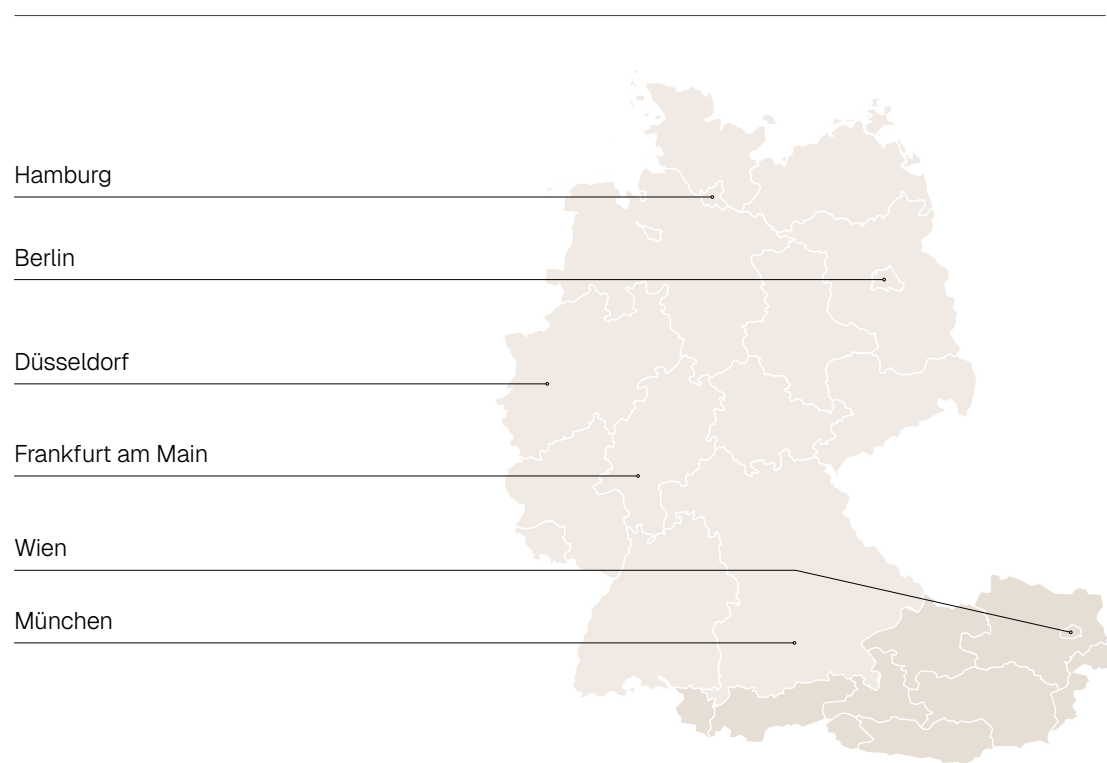 Hamburg
Berlin
Düsseldorf
Frankfurt am Main
Wien
München